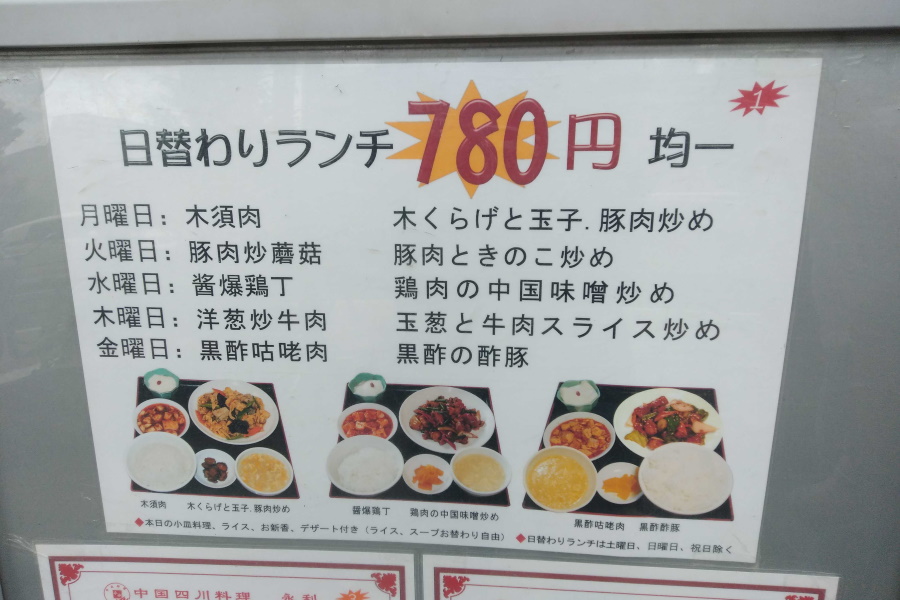 日替わりランチ 780円 均一 1
月曜日：木須肉 木くらげと玉子.豚肉炒め
火曜日：豚肉炒蘑菇 豚肉ときのこ炒め
水曜日：醤爆鶏丁 鶏肉の中国味噌炒め
木曜日：洋葱炒牛肉 玉葱と牛肉スライス炒め
金曜日：黒酢咕咾肉 黒酢の酢豚
木須肉 木くらげと玉子.豚肉炒め
醤爆鶏丁 鶏肉の中国味噌炒め
黒酢咕咾肉 黒酢酢豚
◆本日の小皿料理、ライス、お新香、デザート付き（ライス、スープお替わり自由）
◆日替わりランチは土曜日、日曜日、祝日除く
中国四川料理 永利